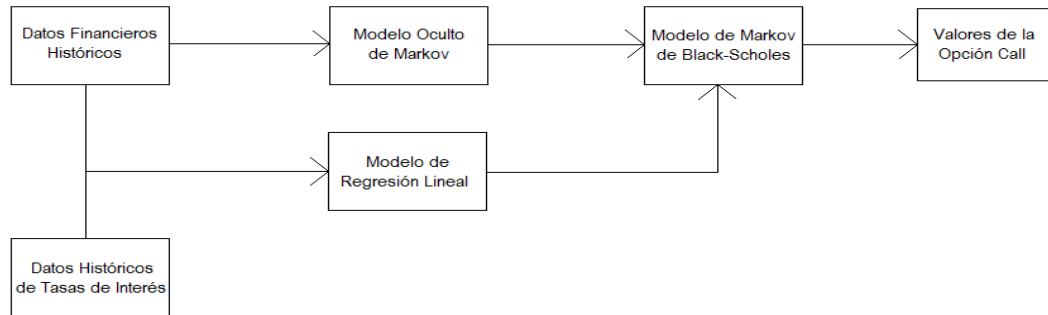 Datos Financieros
Históricos
Modelo Oculto
de Markov
Modelo de Markov
de Black-Scholes
Valores de la
Opción Call
Modelo de
Regresión Lineal
Datos Históricos
de Tasas de Interés